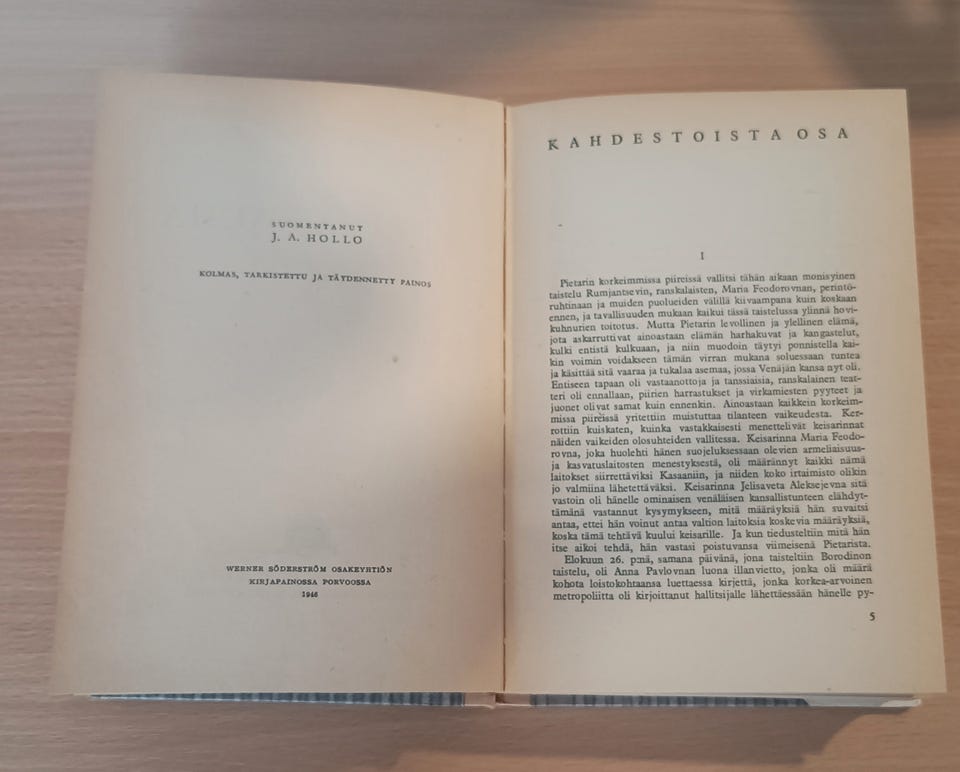 SUOMENTANUT
J. A. HOLLO
KOLMAS, TARKISTETTU JA TÄYDENNETTY PAINOS
WERNER SÖDERSTRÖM OSAKEYHTIÖN
KIRJAPAINOSSA PORVOOSSA
1946
KAHDESTOISTA OSA
I
Pietarin korkeimmissa piireissä vallitsi tähän aikaan monisyinen
taistelu Rumjantsevin, ranskalaisten, Maria Feodorovnan, perintö-
ruhtinaan ja muiden puolueiden välillä kiivaampana kuin koskaan
ennen, ja tavallisuuden mukaan kaikui tässä taistelussa ylinnä hovi-
kuhnurien toitotus. Mutta Pietarin levollinen ja ylellinen elämä,
jota askarruttivat ainoastaan elämän harhakuvat ja kangastelut,
kulki entistä kulkuaan, ja niin muodoin täytyi ponnistella kai-
kin voimin voidakseen tämän virran mukana soluessaan tuntea
ja käsittää sitä vaaraa ja tukalaa asemaa, jossa Venäjän kansa nyt oli.
Entiseen tapaan oli vastaanottoja ja tanssiaisia, ranskalainen teat-
teri oli ennallaan, piirien harrastukset ja virkamiesten pyyteet ja
juonet olivat samat kuin ennenkin. Ainoastaan kaikkein korkeim-
missa piireissä yritettiin muistuttaa tilanteen vaikeudesta. Ker-
rottiin kuiskaten, kuinka vastakkaisesti menettelivät keisarinnat
näiden vaikeiden olosuhteiden vallitessa. Keisarinna Maria Feodo-
rovna, joka huolehti hänen suojeluksessaan olevien armeliaisuus-
ja kasvatuslaitosten menestyksestä, oli määrännyt kaikki nämä
laitokset siirrettäviksi Kasaaniin, ja niiden koko irtaimisto olikin
jo valmiina lähetettäväksi. Keisarinna Jelisaveta Aleksejevna sitä
vastoin oli hänelle ominaisen venäläisen kansallistunteen elähdyt-
tämänä vastannut kysymykseen, mitä määräyksiä hän suvaitsi
antaa, ettei hän voinut antaa valtion laitoksia koskevia määräyksiä,
koska tämä tehtävä kuului keisarille. Ja kun tiedusteltiin mitä hän
itse aikoi tehdä, hän vastasi poistuvansa viimeisenä Pietarista.
Elokuun 26. p:nä, samana päivänä, jona taisteltiin Borodinon
taistelu, oli Anna Pavlovnan luona illanvietto, jonka oli määrä
kohota loistokohtaansa luettaessa kirjettä, jonka korkea-arvoinen
metropoliitta oli kirjoittanut hallitsijalle lähettäessään hänelle py-
5